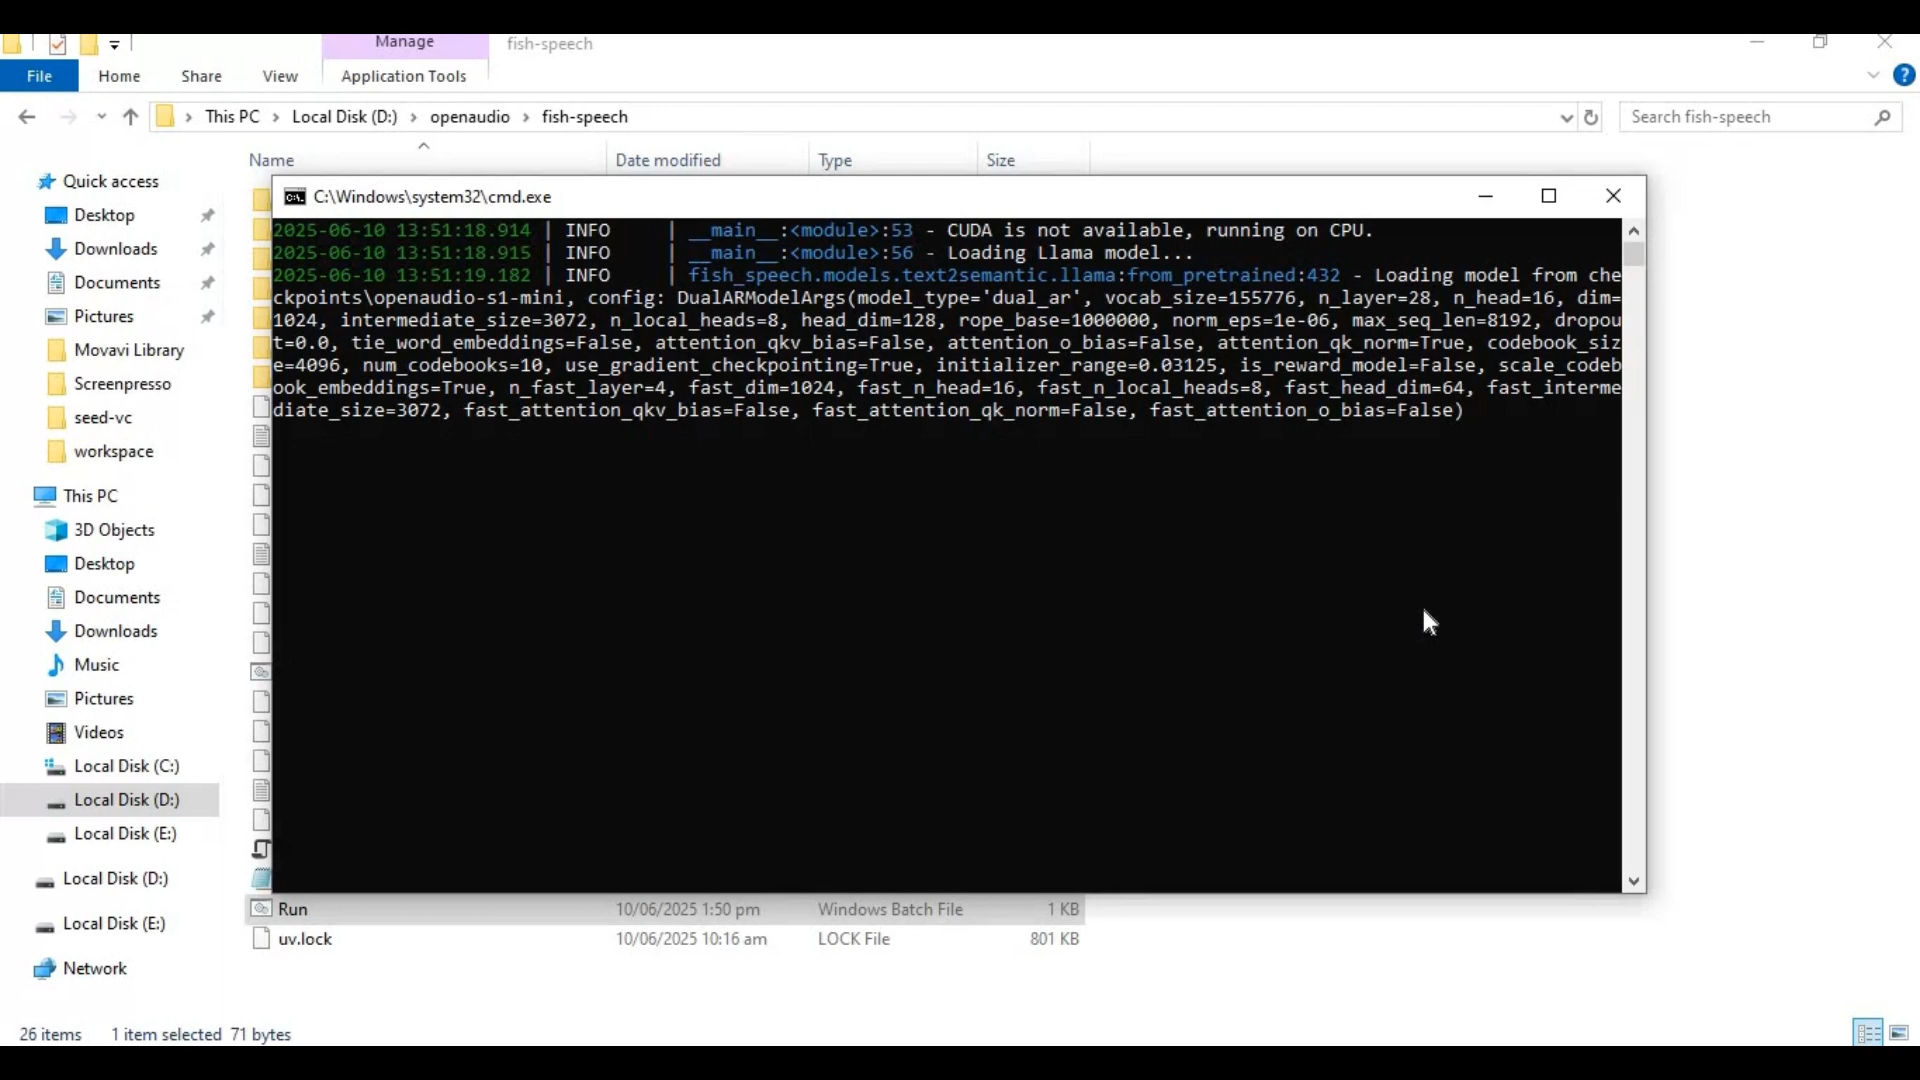 Manage
fish-speech
File
Home
Share
View
Application Tools
This PC
Local Disk (D:)
openaudio
fish-speech
Search fish-speech
Name
Date modified
Type
Size
Quick access
Desktop
Downloads
Documents
Pictures
Movavi Library
Screenpresso
seed-vc
workspace
This PC
3D Objects
Desktop
Documents
Downloads
Music
Pictures
Videos
Local Disk (C:)
Local Disk (D:)
Local Disk (E:)
Local Disk (D:)
Local Disk (E:)
Network
C:\Windows\system32\cmd.exe
2025-06-10 13:51:18.914 | INFO     | __main__:<module>:53 - CUDA is not available, running on CPU.
2025-06-10 13:51:18.915 | INFO     | __main__:<module>:56 - Loading Llama model...
2025-06-10 13:51:19.182 | INFO     | fish_speech.models.text2semantic.llama:from_pretrained:432 - Loading model from che
ckpoints\openaudio-s1-mini, config: DualARModelArgs(model_type='dual_ar', vocab_size=155776, n_layer=28, n_head=16, dim=
1024, intermediate_size=3072, n_local_heads=8, head_dim=128, rope_base=1000000, norm_eps=1e-06, max_seq_len=8192, dropou
t=0.0, tie_word_embeddings=False, attention_qkv_bias=False, attention_o_bias=False, attention_qk_norm=True, codebook_siz
e=4096, num_codebooks=10, use_gradient_checkpointing=True, initializer_range=0.03125, is_reward_model=False, scale_codeb
ook_embeddings=True, n_fast_layer=4, fast_dim=1024, fast_n_head=16, fast_n_local_heads=8, fast_head_dim=64, fast_interme
diate_size=3072, fast_attention_qkv_bias=False, fast_attention_qk_norm=False, fast_attention_o_bias=False)
Run 10/06/2025 1:50 pm Windows Batch File 1 KB
uv.lock 10/06/2025 10:16 am LOCK File 801 KB
26 items 1 item selected 71 bytes